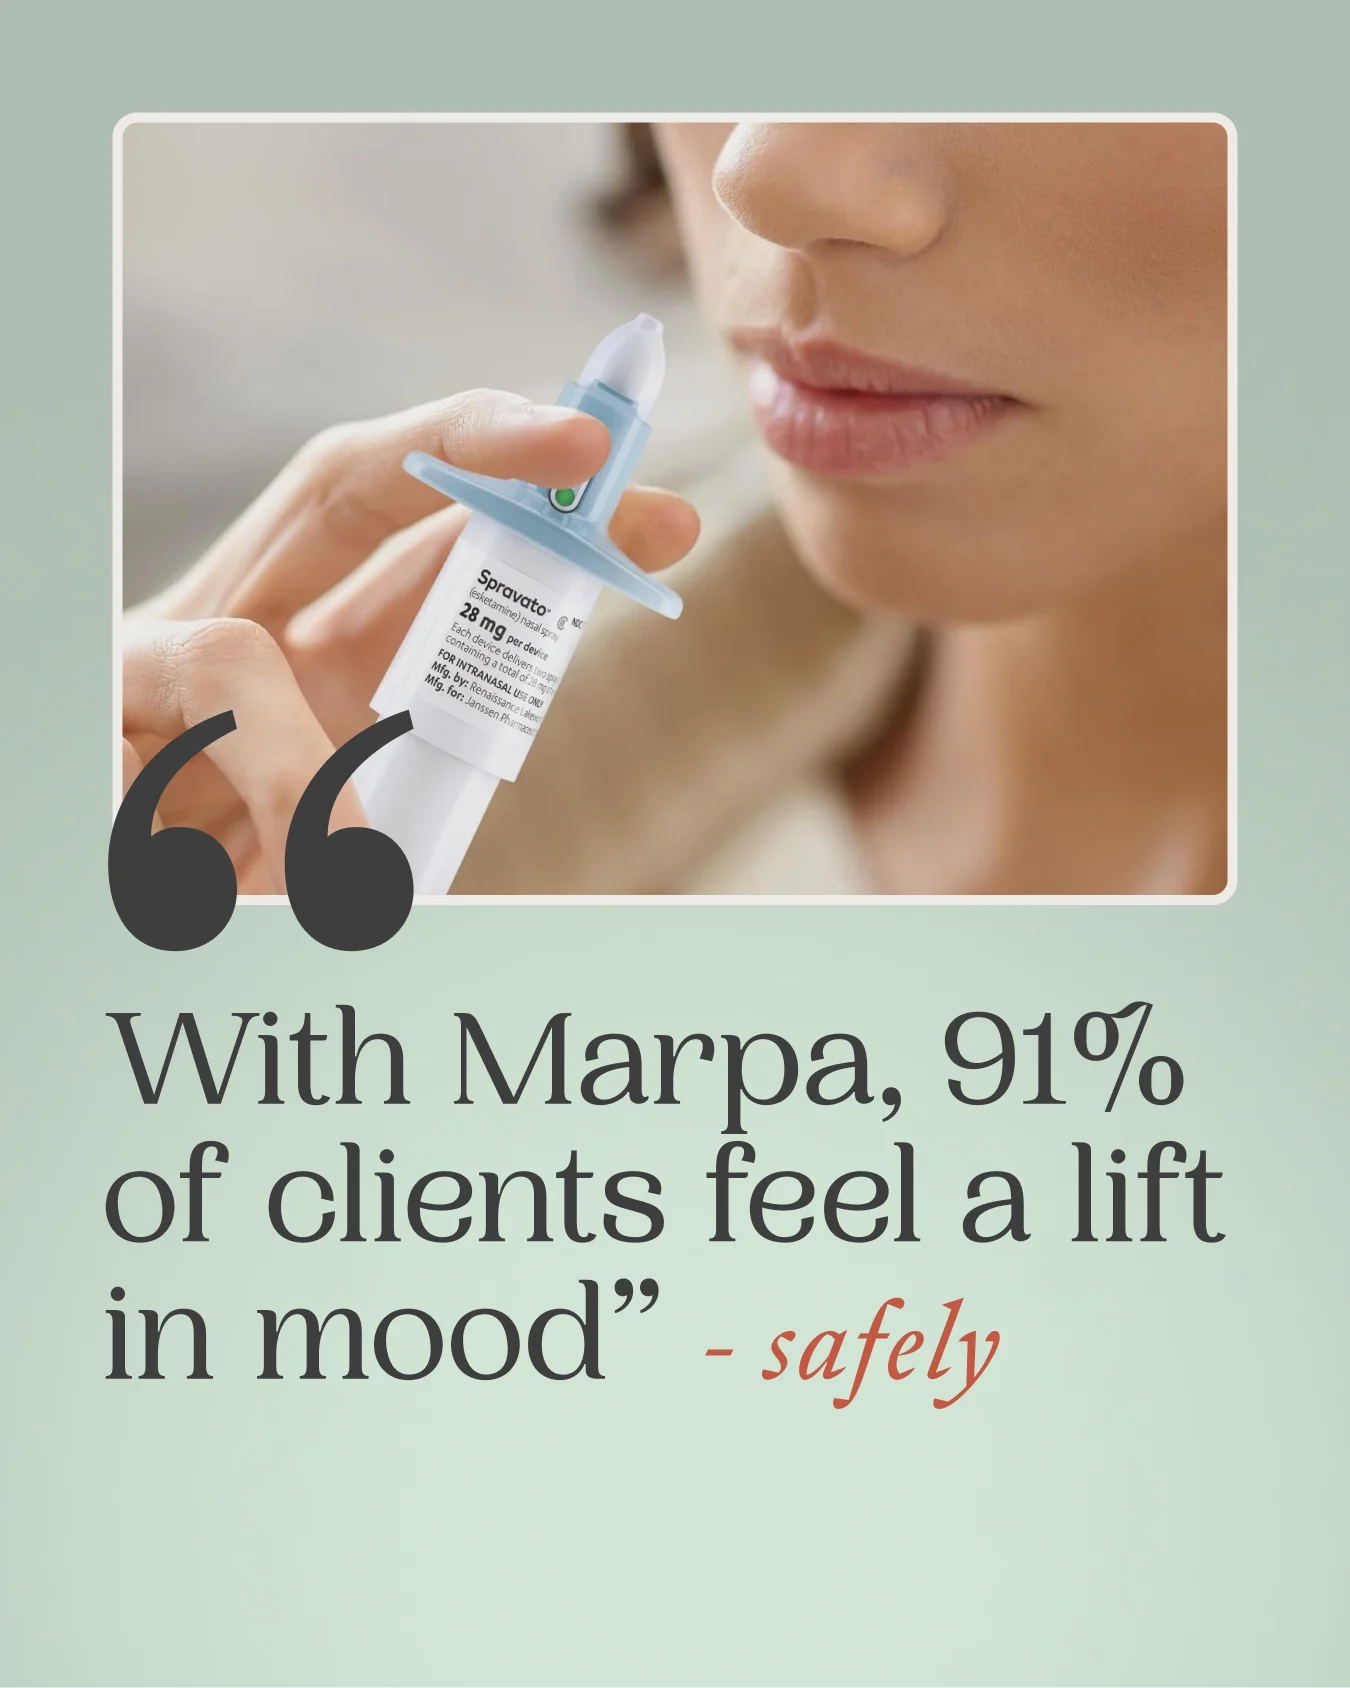 Spravato®
(esketamine) nasal spray
28 mg per device
Each device delivers two
containing a total of 28 mg
FOR INTRANASAL USE ONLY
Mfg. by: Renaissance
Mfg. for: Janssen
“
With Marpa, 91%
of clients feel a lift
in mood” - safely